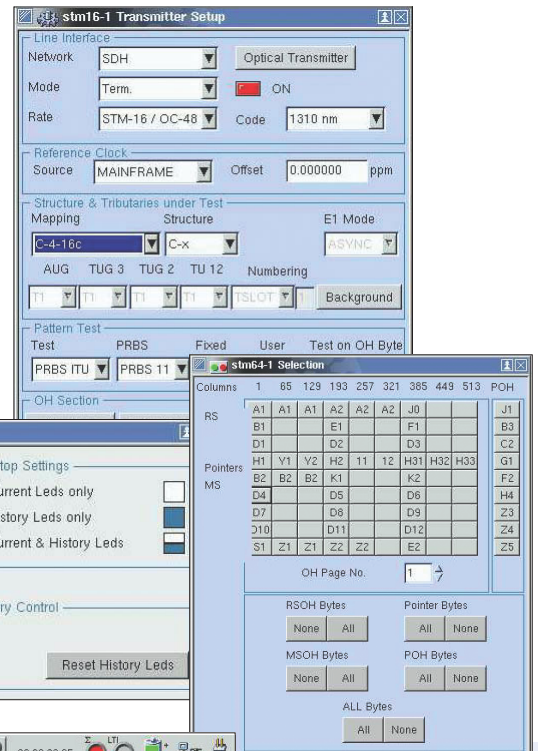 stm16-1 Transmitter Setup
Line Interface
Network SDH Optical Transmitter
Mode Term. ON
Rate STM-16 / OC-48 Code 1310 nm
Reference Clock
Source MAINFRAME Offset 0.000000 ppm
Structure & Tributaries under Test
Mapping Structure E1 Mode
C-4-16c C-x ASYNC
AUG TUG 3 TUG 2 TU 12 Numbering
T1 T1 T1 T1 TSLOT 1 Background
Pattern Test
Test PRBS Fixed User Test on OH Byte
PRBS ITU PRBS 11
OH Section
stm64-1 Selection
Columns 1 65 129 193 257 321 385 449 513 POH
RS A1 A1 A1 A2 A2 A2 J0 J1
B1 E1 F1 B3
D1 D2 D3 C2
Pointers H1 Y1 Y2 H2 11 12 H31 H32 H33 G1
MS B2 B2 B2 K1 K2 F2
D4 D5 D6 H4
D7 D8 D9 Z3
D10 D11 D12 Z4
S1 Z1 Z1 Z2 Z2 E2 Z5
OH Page No. 1
RSOH Bytes Pointer Bytes
None All All None
MSOH Bytes POH Bytes
None All All None
ALL Bytes
All None
top Settings
urrent Leds only
story Leds only
urrent & History Leds
ry Control
Reset History Leds
Σ LTI